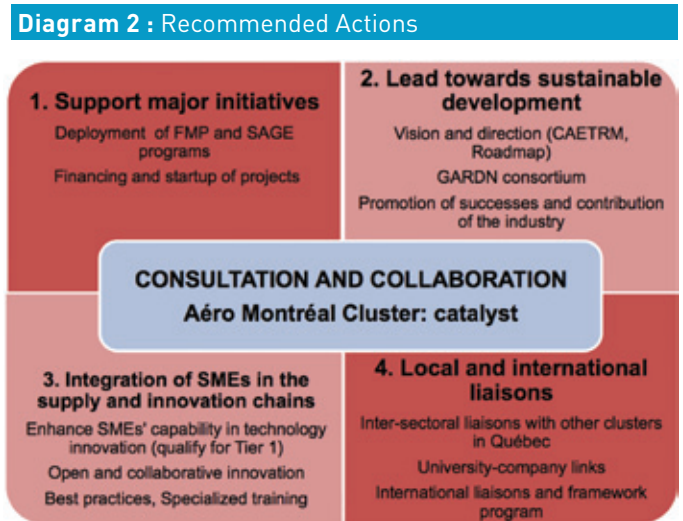 Diagram 2 : Recommended Actions
1. Support major initiatives
Deployment of FMP and SAGE
programs
Financing and startup of projects
2. Lead towards sustainable
development
Vision and direction (CAETRM,
Roadmap)
GARDN consortium
Promotion of successes and contribution
of the industry
CONSULTATION AND COLLABORATION
Aéro Montréal Cluster: catalyst
3. Integration of SMEs in the
supply and innovation chains
Enhance SMEs' capability in technology
innovation (qualify for Tier 1)
Open and collaborative innovation
Best practices, Specialized training
4. Local and international
liaisons
Inter-sectoral liaisons with other clusters
in Québec
University-company links
International liaisons and framework
program